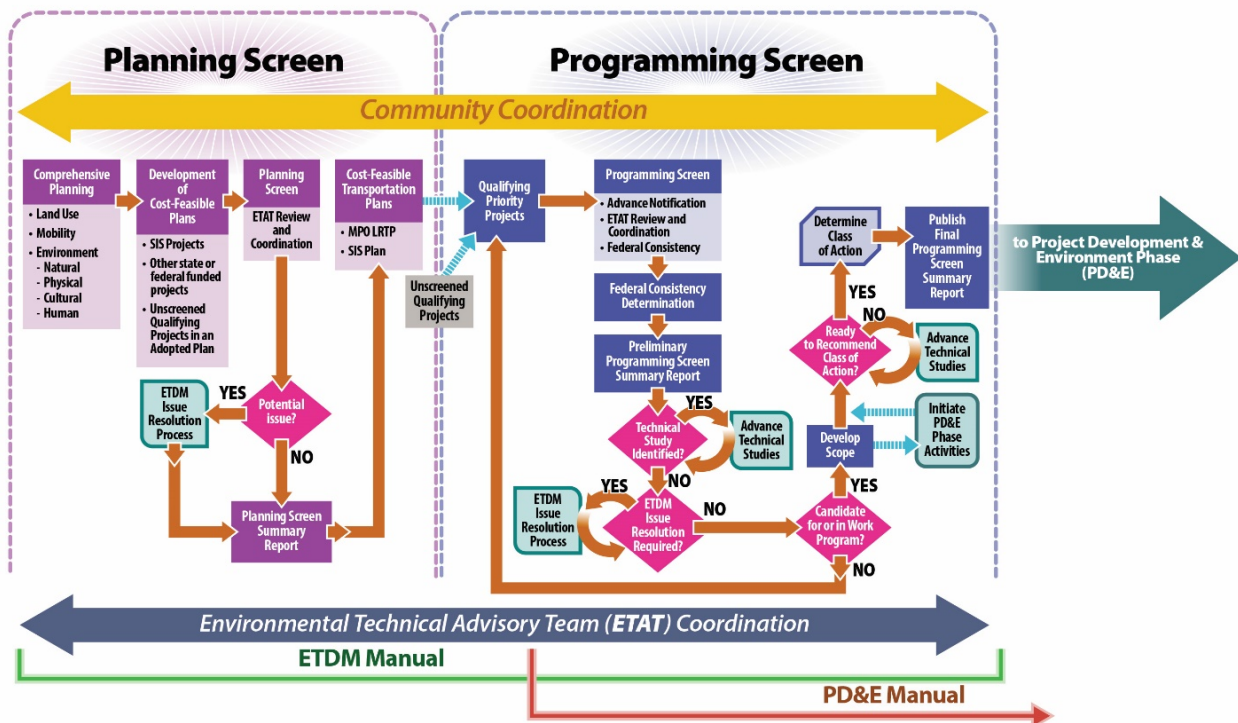 Planning Screen
Programming Screen
Community Coordination
Comprehensive
Planning
• Land Use
• Mobility
• Environment
- Natural
- Physical
- Cultural
- Human
Development
of
Cost-Feasible
Plans
• SIS Projects
• Other state or
federal funded
projects
• Unscreened
Qualifying
Projects in an
Adopted Plan
Planning
Screen
ETAT Review
and
Coordination
Cost-Feasible
Transportation
Plans
• MPO LRTP
• SIS Plan
Potential
issue?
YES
NO
ETDM
Issue
Resolution
Process
Planning Screen
Summary
Report
Qualifying
Priority
Projects
Unscreened
Qualifying
Projects
Programming Screen
• Advance Notification
• ETAT Review and
Coordination
• Federal Consistency
Federal Consistency
Determination
Preliminary
Programming Screen
Summary Report
Technical
Study
Identified?
YES
NO
Advance
Technical
Studies
ETDM
Issue
Resolution
Required?
YES
NO
ETDM
Issue
Resolution
Process
Candidate
for or in Work
Program?
YES
NO
Develop
Scope
Initiate
PD&E
Phase
Activities
Ready
to Recommend
Class of
Action?
YES
NO
Advance
Technical
Studies
Determine
Class
of Action
Publish
Final
Programming
Screen
Summary
Report
to Project Development &
Environment Phase
(PD&E)
Environmental Technical Advisory Team (ETAT) Coordination
ETDM Manual
PD&E Manual